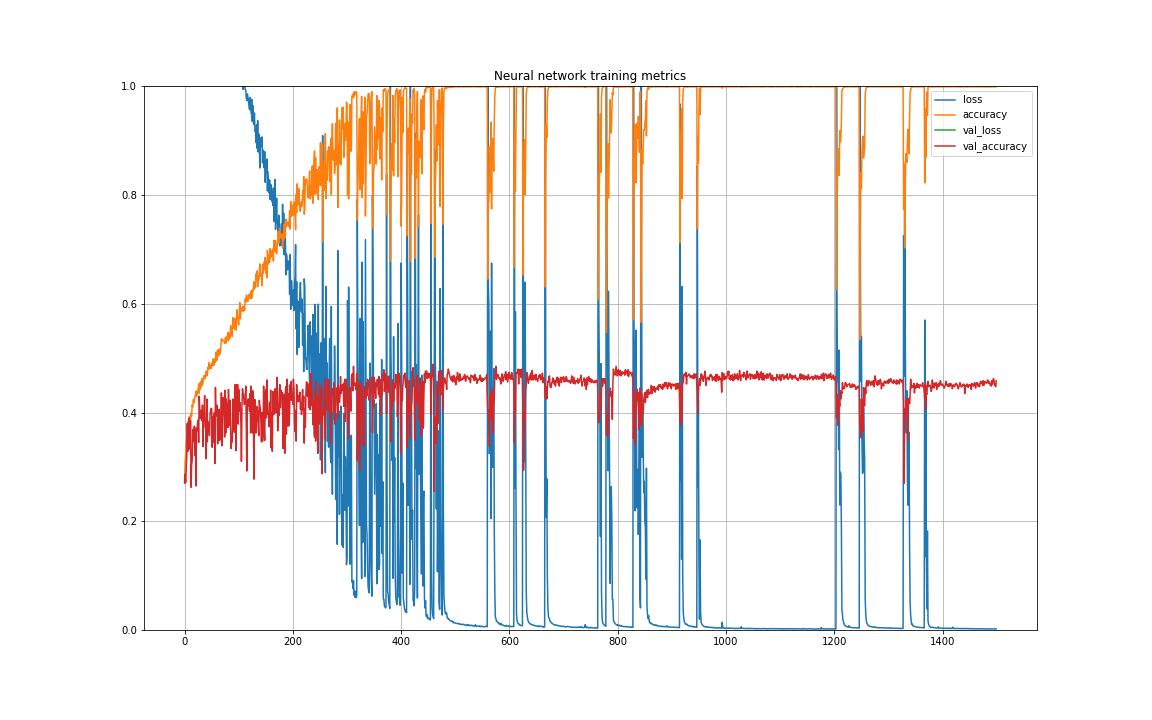 Neural network training metrics
1.0
0.8
0.6
0.4
0.2
0.0
loss
accuracy
val_loss
val_accuracy
0 200 400 600 800 1000 1200 1400